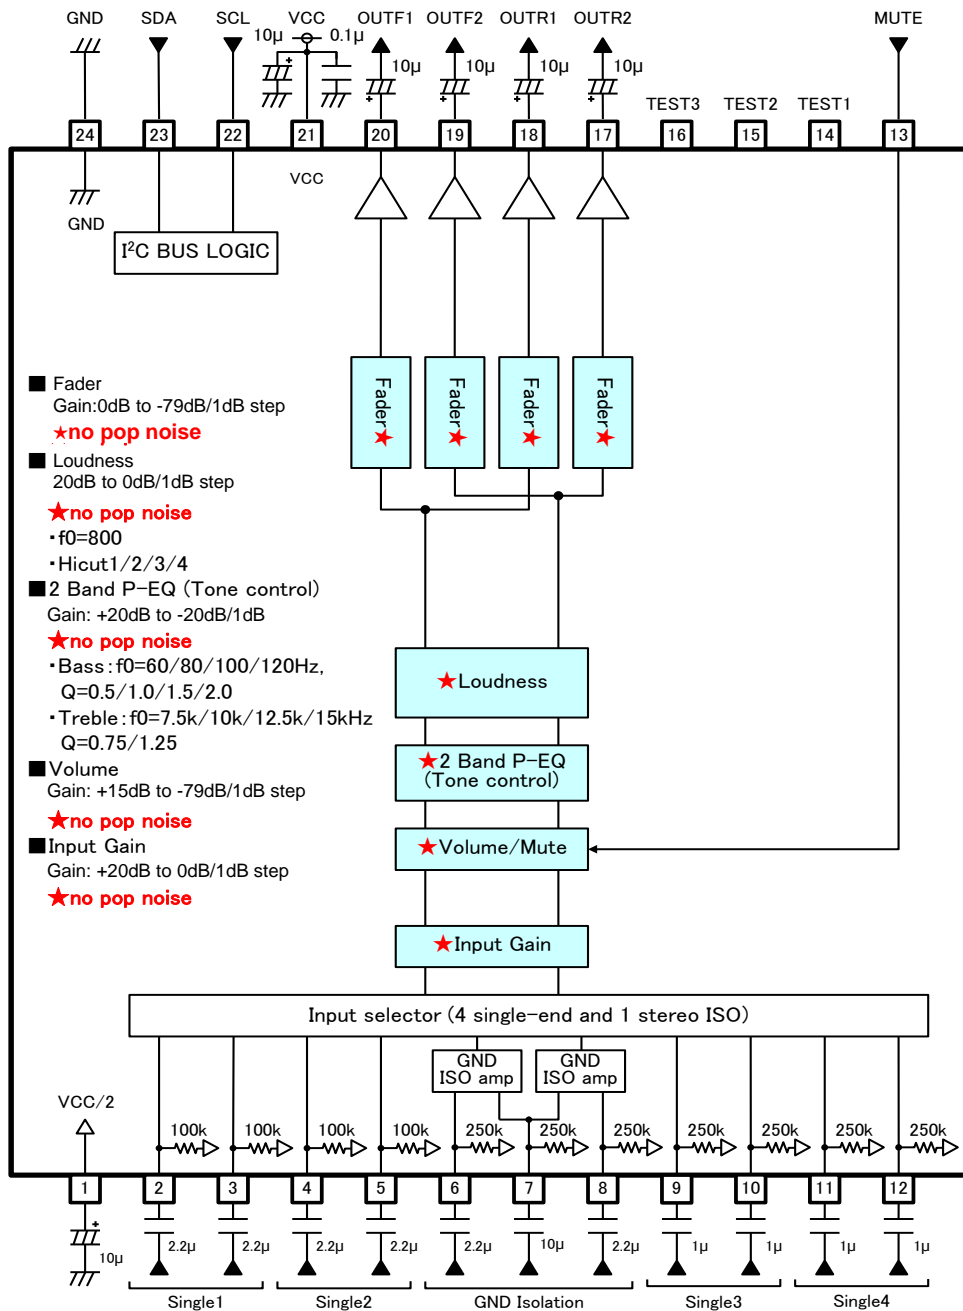 GND SDA SCL VCC OUTF1 OUTF2 OUTR1 OUTR2 MUTE
10μ 0.1μ 10μ 10μ 10μ 10μ
TEST3 TEST2 TEST1
24 23 22 21 20 19 18 17 16 15 14 13
VCC
GND
I²C BUS LOGIC
Fader★ Fader★ Fader★ Fader★
■ Fader
Gain:0dB to -79dB/1dB step
★no pop noise
■ Loudness
20dB to 0dB/1dB step
★no pop noise
・f0=800
・Hicut1/2/3/4
■2 Band P-EQ (Tone control)
Gain: +20dB to -20dB/1dB
★no pop noise
・Bass:f0=60/80/100/120Hz,
Q=0.5/1.0/1.5/2.0
・Treble:f0=7.5k/10k/12.5k/15kHz
Q=0.75/1.25
■Volume
Gain: +15dB to -79dB/1dB step
★no pop noise
■Input Gain
Gain: +20dB to 0dB/1dB step
★no pop noise
★Loudness
★2 Band P-EQ
(Tone control)
★Volume/Mute
★Input Gain
Input selector (4 single-end and 1 stereo ISO)
GND
ISO amp
GND
ISO amp
VCC/2
100k 100k 100k 100k 250k 250k 250k 250k 250k 250k 250k
1 2 3 4 5 6 7 8 9 10 11 12
10μ 2.2μ 2.2μ 2.2μ 2.2μ 2.2μ 10μ 2.2μ 1μ 1μ 1μ 1μ
Single1 Single2 GND Isolation Single3 Single4